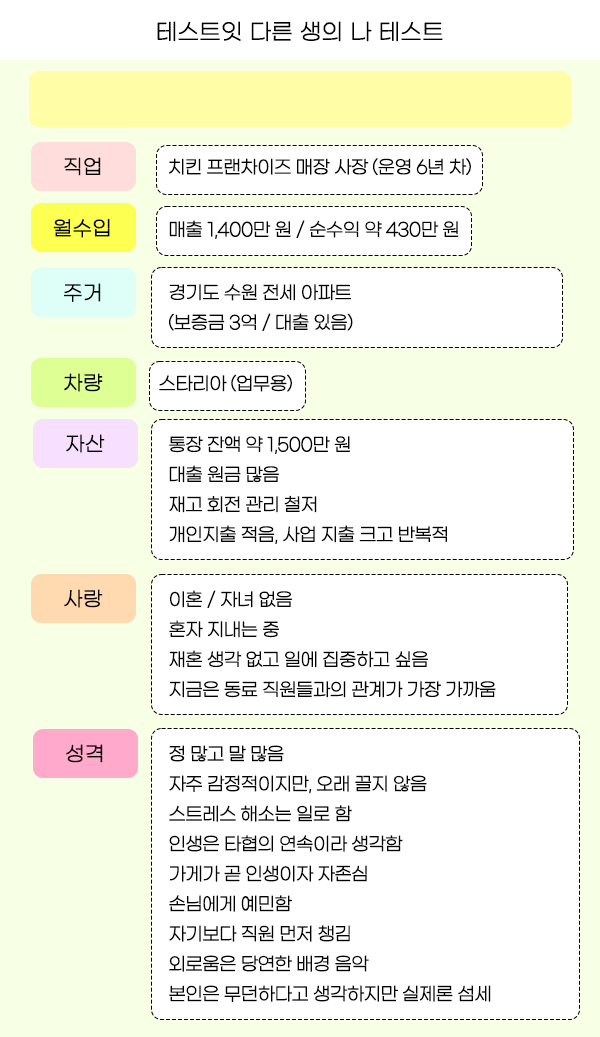 테스트잇 다른 생의 나 테스트
직업
치킨 프랜차이즈 매장 사장 (운영 6년 차)
월수입
매출 1,400만 원 / 순수익 약 430만 원
주거
경기도 수원 전세 아파트
(보증금 3억 / 대출 있음)
차량
스타리아 (업무용)
자산
통장 잔액 약 1,500만 원
대출 원금 많음
재고 회전 관리 철저
개인지출 적음, 사업 지출 크고 반복적
사랑
이혼 / 자녀 없음
혼자 지내는 중
재혼 생각 없고 일에 집중하고 싶음
지금은 동료 직원들과의 관계가 가장 가까움
성격
정 많고 말 많음
자주 감정적이지만, 오래 끌지 않음
스트레스 해소는 일로 함
인생은 타협의 연속이라 생각함
가게가 곧 인생이자 자존심
손님에게 예민함
자기보다 직원 먼저 챙김
외로움은 당연한 배경 음악
본인은 무던하다고 생각하지만 실제론 섬세